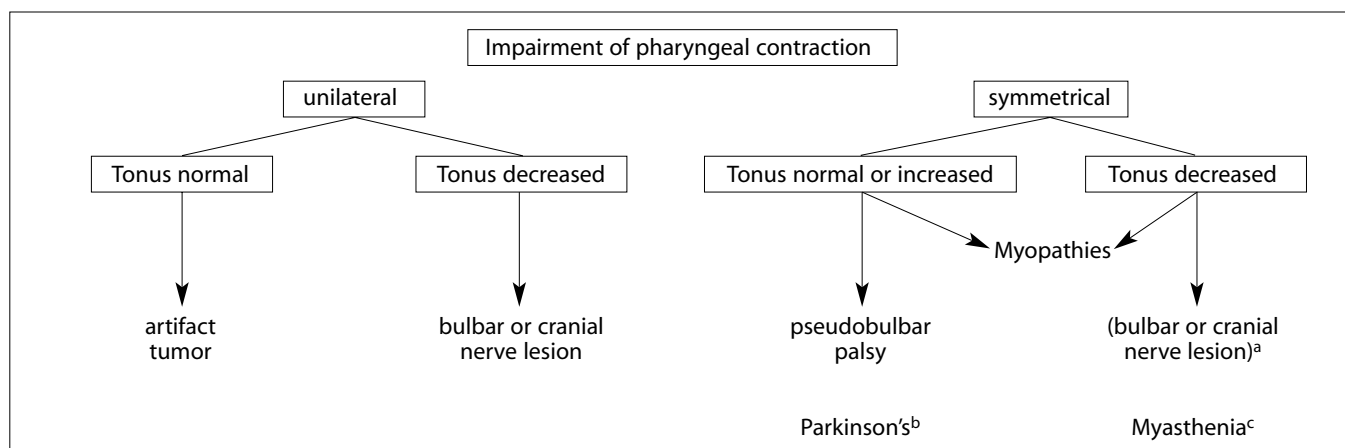 Impairment of pharyngeal contraction
unilateral
symmetrical
Tonus normal
Tonus decreased
Tonus normal or increased
Tonus decreased
Myopathies
artifact
tumor
bulbar or cranial
nerve lesion
pseudobulbar
palsy
(bulbar or cranial
nerve lesion)ᵃ
Parkinson'sᵇ
Myastheniaᶜ